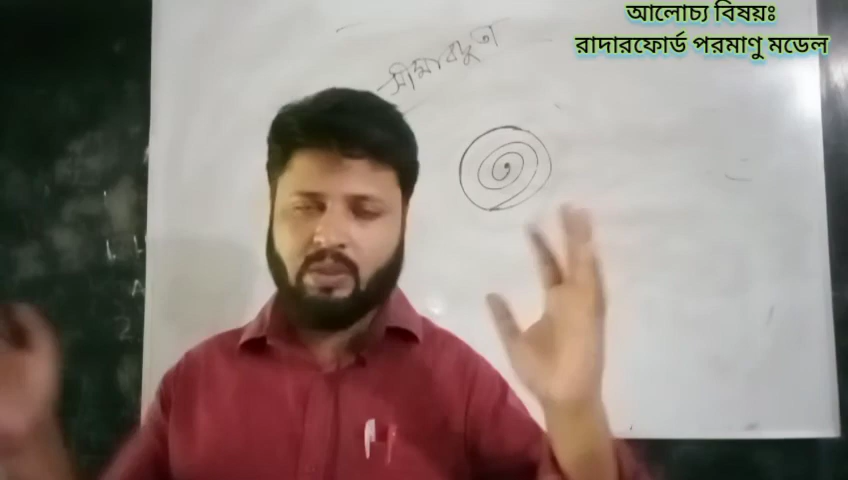 আলোচ্য বিষয়ঃ
রাদারফোর্ড পরমাণু মডেল
সীমাবদ্ধতা